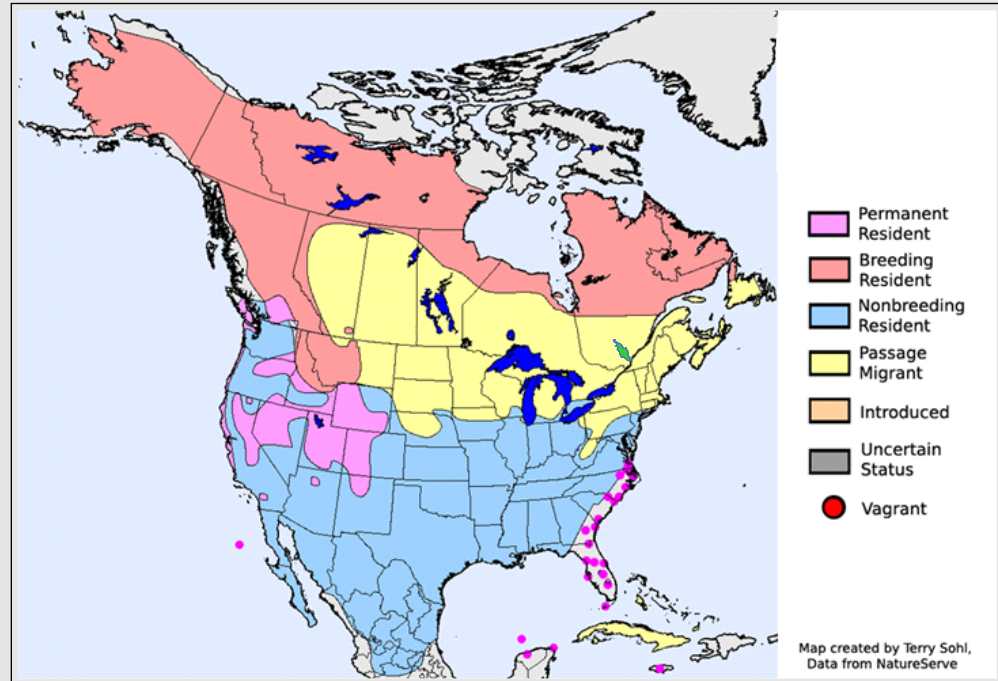 Permanent
Resident
Breeding
Resident
Nonbreeding
Resident
Passage
Migrant
Introduced
Uncertain
Status
Vagrant
Map created by Terry Sohl,
Data from NatureServe